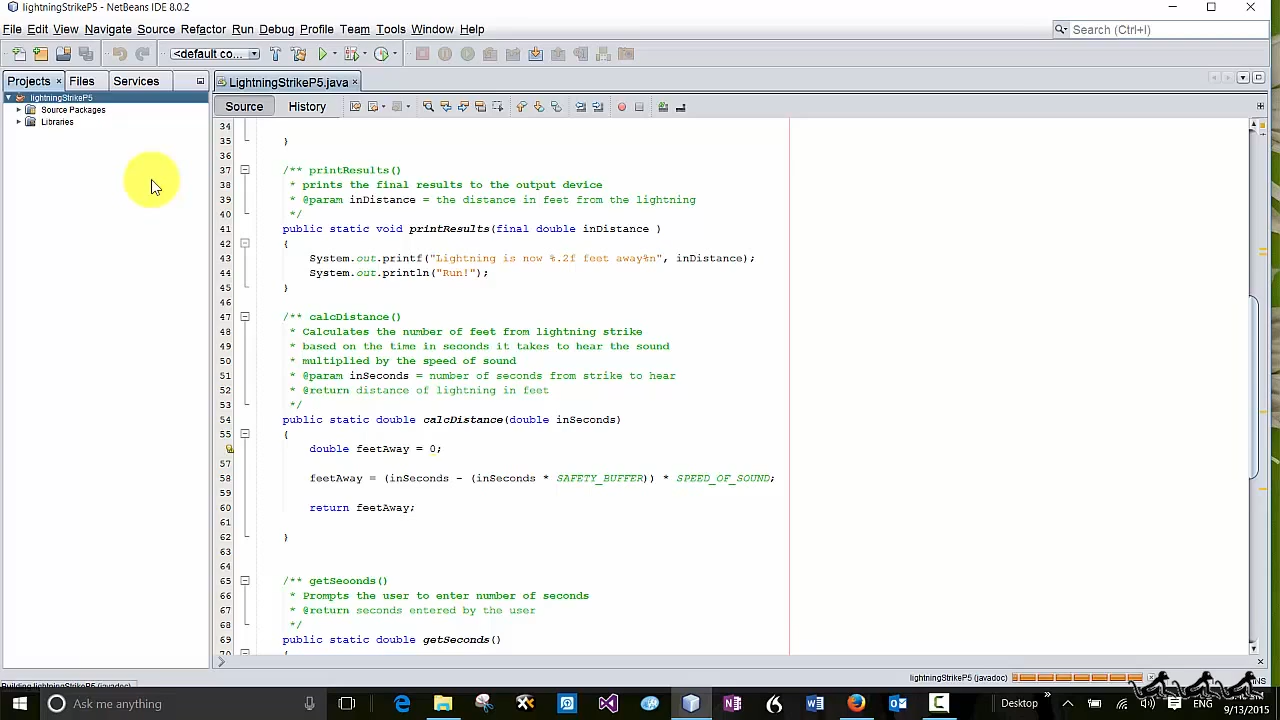 lightningStrikeP5 - NetBeans IDE 8.0.2
File Edit View Navigate Source Refactor Run Debug Profile Team Tools Window Help
Search (Ctrl+I)
<default co...
Projects Files Services
LightningStrikeP5.java
Source History
lightningStrikeP5
Source Packages
Libraries
34
35 }
36
37 /** printResults()
38 * prints the final results to the output device
39 * @param inDistance = the distance in feet from the lightning
40 */
41 public static void printResults(final double inDistance )
42 {
43 System.out.printf("Lightning is now %.2f feet away%n", inDistance);
44 System.out.println("Run!");
45 }
46
47 /** calcDistance()
48 * Calculates the number of feet from lightning strike
49 * based on the time in seconds it takes to hear the sound
50 * multiplied by the speed of sound
51 * @param inSeconds = number of seconds from strike to hear
52 * @return distance of lightning in feet
53 */
54 public static double calcDistance(double inSeconds)
55 {
double feetAway = 0;
57
58 feetAway = (inSeconds - (inSeconds * SAFETY_BUFFER)) * SPEED_OF_SOUND;
59
60 return feetAway;
61
62 }
63
64
65 /** getSeoonds()
66 * Prompts the user to enter number of seconds
67 * @return seconds entered by the user
68 */
69 public static double getSeconds()
70 {
Building lightningStrikeP5 (javadoc)...
lightningStrikeP5 (javadoc)
INS
Ask me anything
Desktop
ENG
9/13/2015